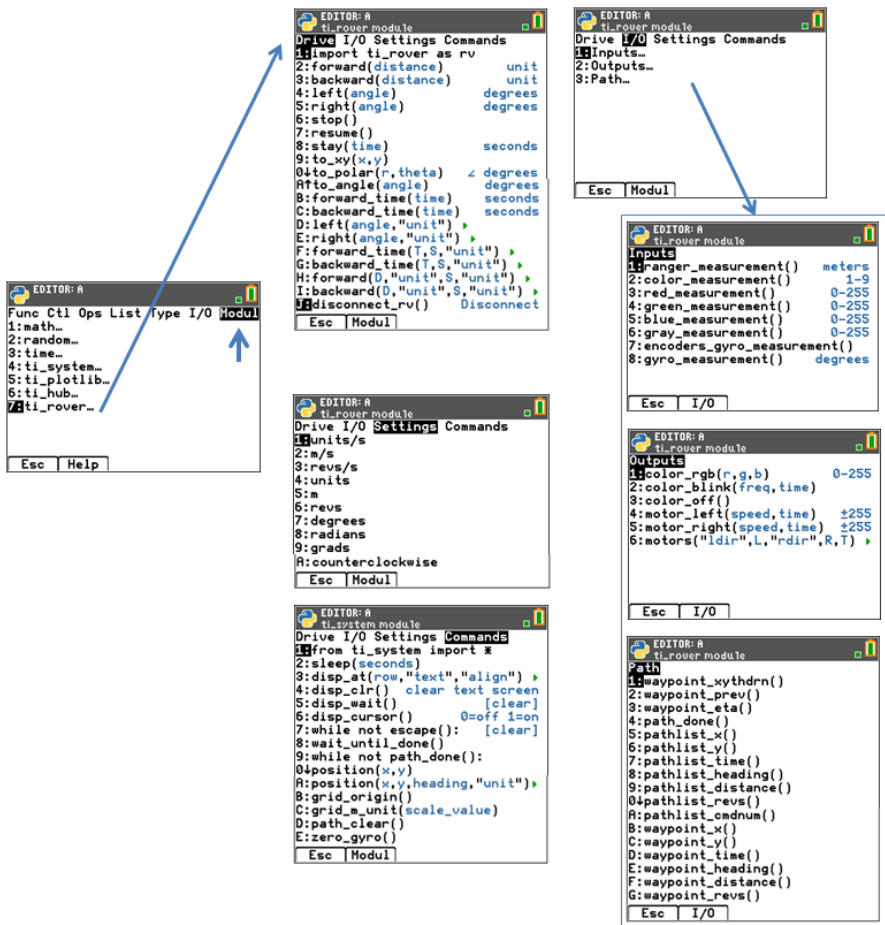 EDITOR: A
Func Ctl Ops List Type I/O Modul
1:math…
2:random…
3:time…
4:ti_system…
5:ti_plotlib…
6:ti_hub…
7:ti_rover…
Esc Help
EDITOR: A
ti_rover module
Drive I/O Settings Commands
1:import ti_rover as rv
2:forward(distance) unit
3:backward(distance) unit
4:left(angle) degrees
5:right(angle) degrees
6:stop()
7:resume()
8:stay(time) seconds
9:to_xy(x,y)
0↓to_polar(r,theta) ∠ degrees
A↑to_angle(angle) degrees
B:forward_time(time) seconds
C:backward_time(time) seconds
D:left(angle,"unit") ▸
E:right(angle,"unit") ▸
F:forward_time(T,S,"unit") ▸
G:backward_time(T,S,"unit") ▸
H:forward(D,"unit",S,"unit") ▸
I:backward(D,"unit",S,"unit") ▸
J:disconnect_rv() Disconnect
Esc Modul
EDITOR: A
ti_rover module
Drive I/O Settings Commands
1:units/s
2:m/s
3:revs/s
4:units
5:m
6:revs
7:degrees
8:radians
9:grads
A:counterclockwise
Esc Modul
EDITOR: A
ti_system module
Drive I/O Settings Commands
1:from ti_system import *
2:sleep(seconds)
3:disp_at(row,"text","align") ▸
4:disp_clr() clear text screen
5:disp_wait() [clear]
6:disp_cursor() 0=off 1=on
7:while not escape(): [clear]
8:wait_until_done()
9:while not path_done():
0↓position(x,y)
A:position(x,y,heading,"unit")▸
B:grid_origin()
C:grid_m_unit(scale_value)
D:path_clear()
E:zero_gyro()
Esc Modul
EDITOR: A
ti_rover module
Drive I/O Settings Commands
1:Inputs…
2:Outputs…
3:Path…
Esc Modul
EDITOR: A
ti_rover module
Inputs
1:ranger_measurement() meters
2:color_measurement() 1-9
3:red_measurement() 0-255
4:green_measurement() 0-255
5:blue_measurement() 0-255
6:gray_measurement() 0-255
7:encoders_gyro_measurement()
8:gyro_measurement() degrees
Esc I/O
EDITOR: A
ti_rover module
Outputs
1:color_rgb(r,g,b) 0-255
2:color_blink(freq,time)
3:color_off()
4:motor_left(speed,time) ±255
5:motor_right(speed,time) ±255
6:motors("ldir",L,"rdir",R,T) ▸
Esc I/O
EDITOR: A
ti_rover module
Path
1:waypoint_xythdrn()
2:waypoint_prev()
3:waypoint_eta()
4:path_done()
5:pathlist_x()
6:pathlist_y()
7:pathlist_time()
8:pathlist_heading()
9:pathlist_distance()
0↓pathlist_revs()
A:pathlist_cmdnum()
B:waypoint_x()
C:waypoint_y()
D:waypoint_time()
E:waypoint_heading()
F:waypoint_distance()
G:waypoint_revs()
Esc I/O